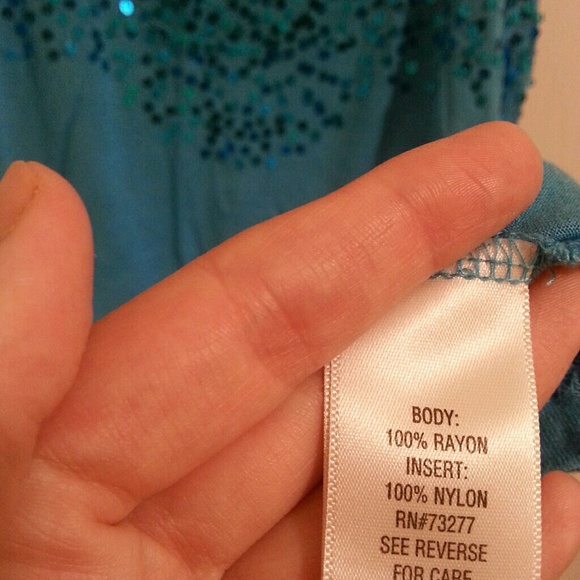 BODY:
100% RAYON
INSERT:
100% NYLON
RN#73277
SEE REVERSE
FOR CARE